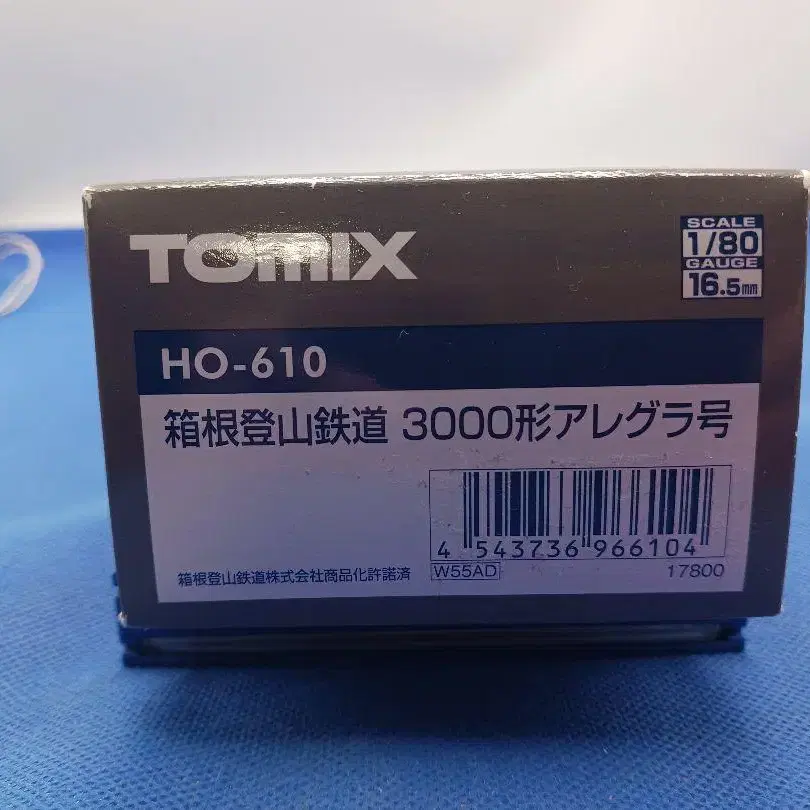 TOMIX
SCALE
1/80
GAUGE
16.5mm
HO-610
箱根登山鉄道 3000形アレグラ号
4 543736 966104
箱根登山鉄道株式会社商品化許諾済
W55AD
17800